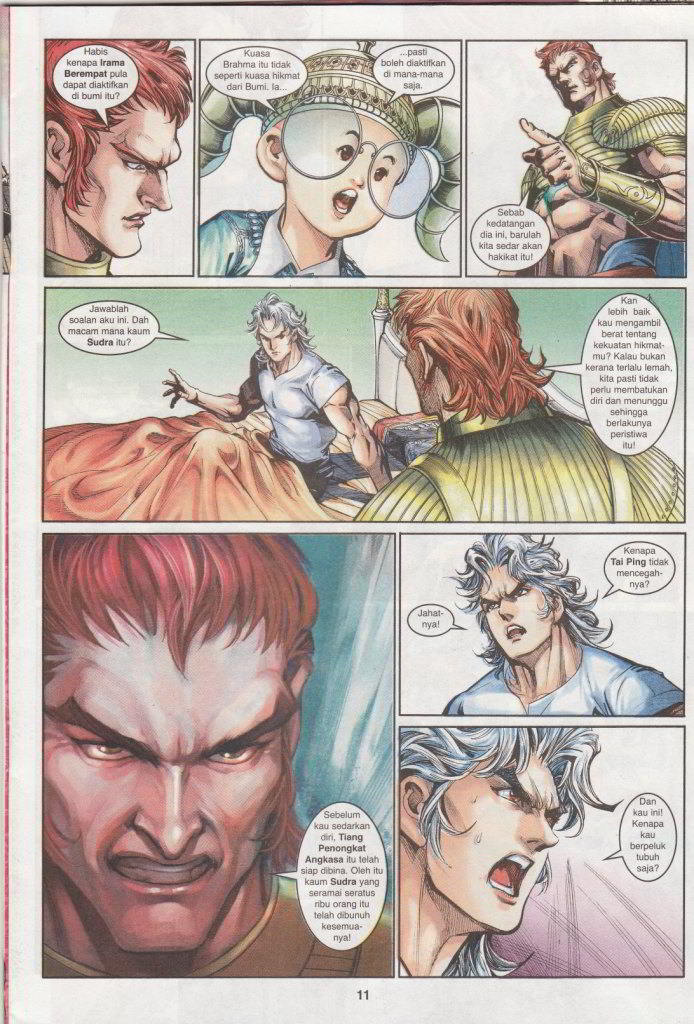 Habis
kenapa Irama
Berempat pula
dapat diaktifkan
di bumi itu?
Kuasa
Brahma itu tidak
seperti kuasa hikmat
dari Bumi. Ia...
...pasti
boleh diaktifkan
di mana-mana
saja.
Sebab
kedatangan
dia ini, barulah
kita sedar akan
hakikat itu!
Jawablah
soalan aku ini. Dah
macam mana kaum
Sudra itu?
Kan
lebih baik
kau mengambil
berat tentang
kekuatan hikmat-
mu? Kalau bukan
kerana terlalu lemah,
kita pasti tidak
perlu membatukan
diri dan menunggu
sehingga
berlakunya
peristiwa
itu!
Sebelum
kau sedarkan
diri, Tiang
Penongkat
Angkasa itu telah
siap dibina. Oleh itu
kaum Sudra yang
seramai seratus
ribu orang itu
telah dibunuh
kesemua-
nya!
Kenapa
Tai Ping tidak
mencegah-
nya?
Jahat-
nya!
Dan
kau ini!
Kenapa
kau
berpeluk
tubuh
saja?
11